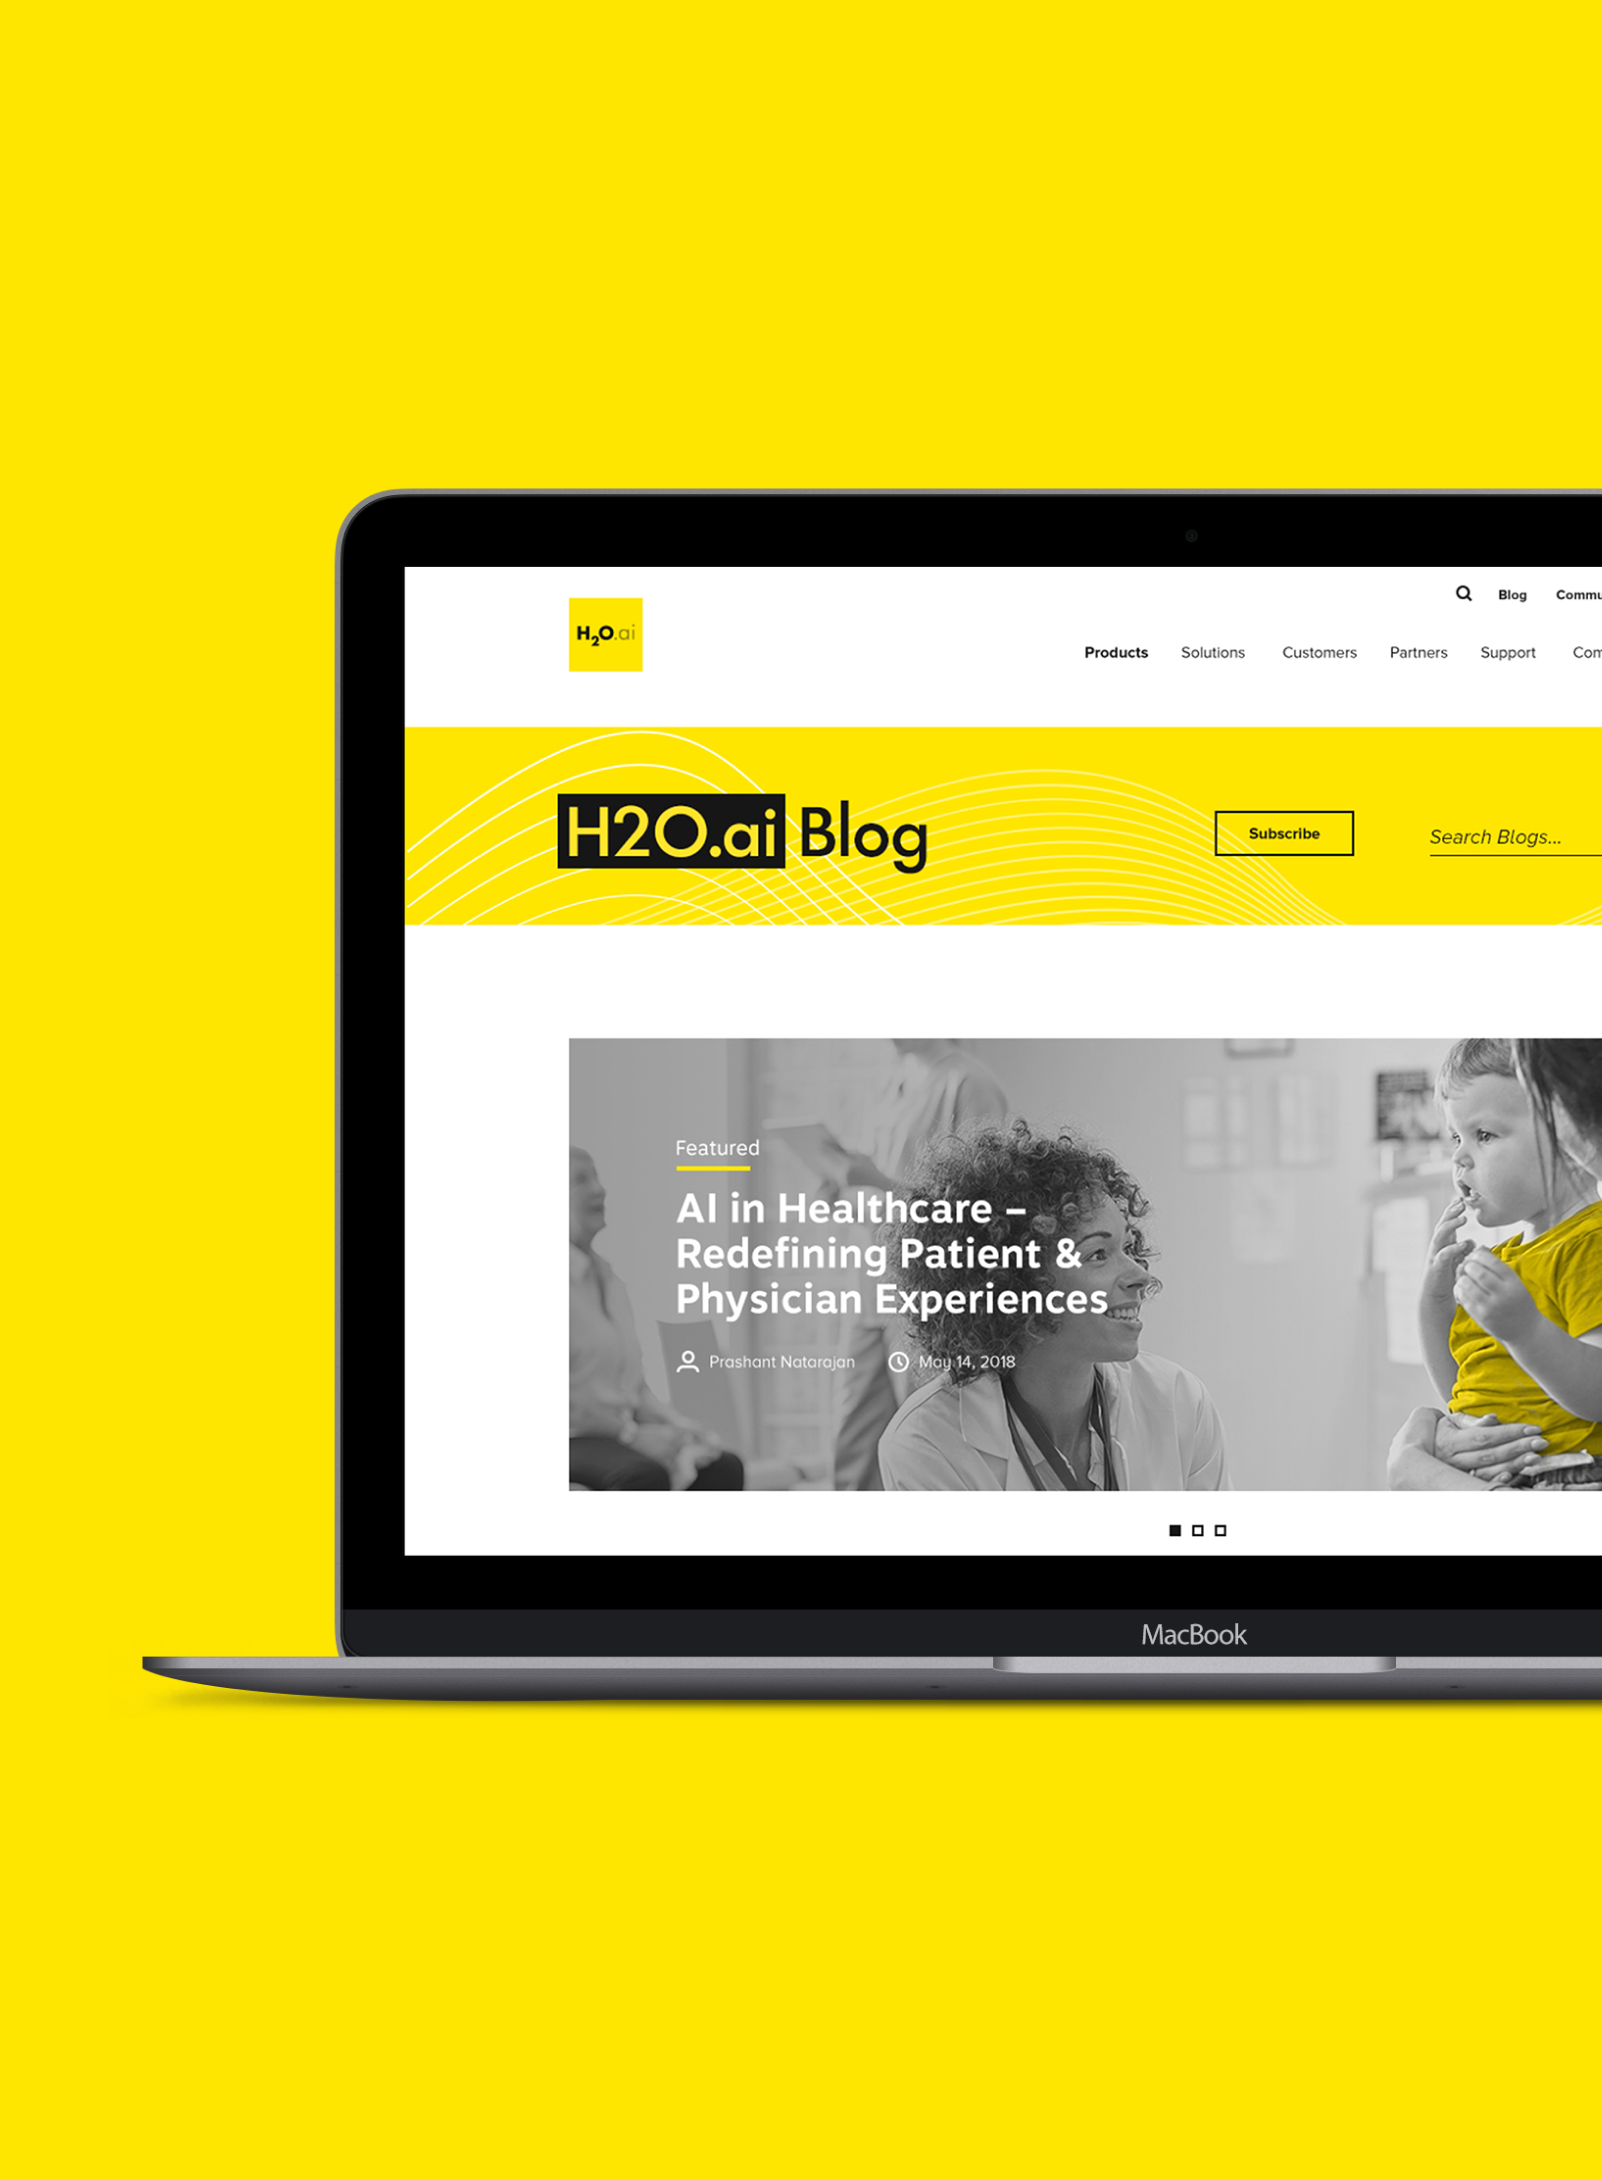 H2O.ai
Blog
Commu
Products Solutions Customers Partners Support Com
H2O.ai Blog
Subscribe
Search Blogs...
Featured
AI in Healthcare –
Redefining Patient &
Physician Experiences
Prashant Natarajan May 14, 2018
MacBook